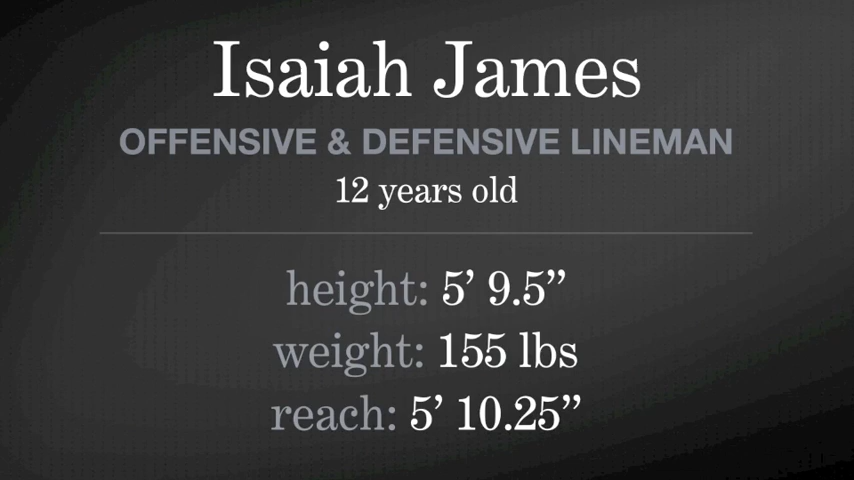 Isaiah James
OFFENSIVE & DEFENSIVE LINEMAN
12 years old
height: 5’ 9.5”
weight: 155 lbs
reach: 5’ 10.25”